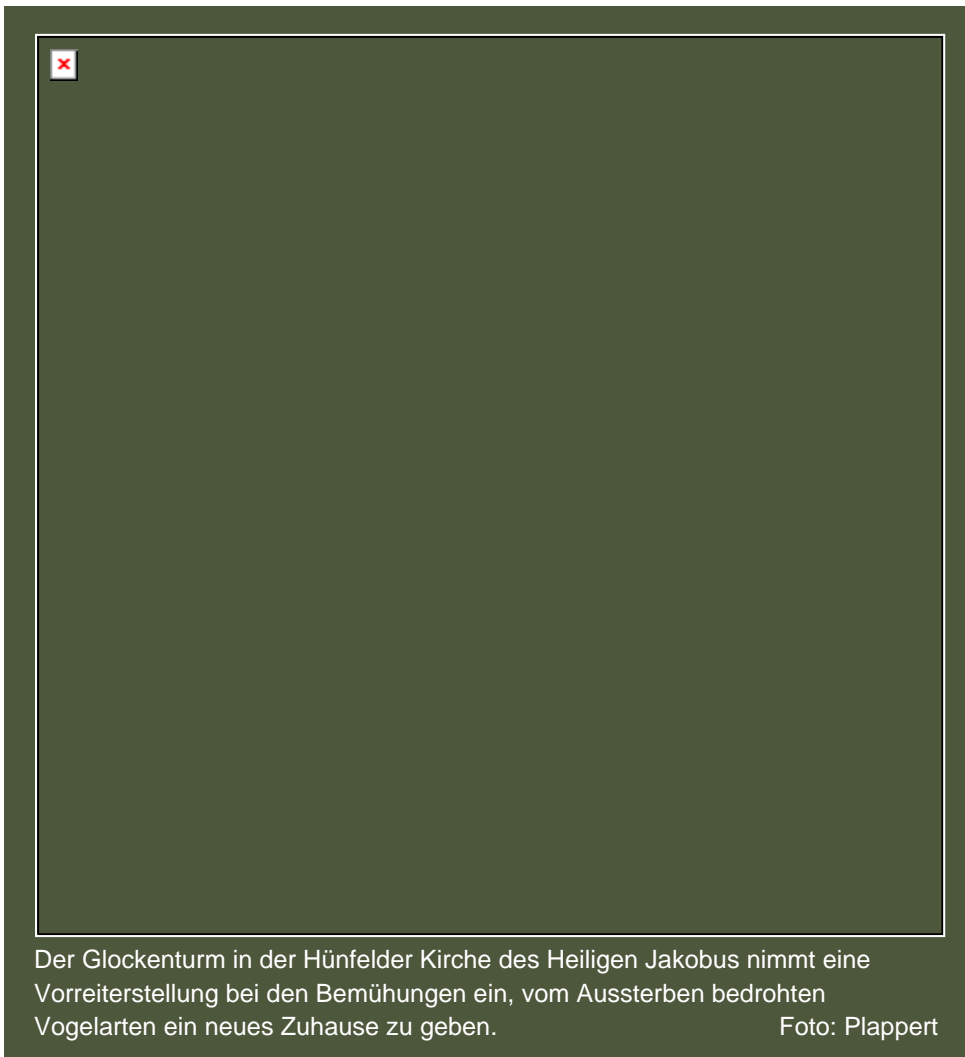 Der Glockenturm in der Hünfelder Kirche des Heiligen Jakobus nimmt eine
Vorreiterstellung bei den Bemühungen ein, vom Aussterben bedrohten
Vogelarten ein neues Zuhause zu geben. Foto: Plappert